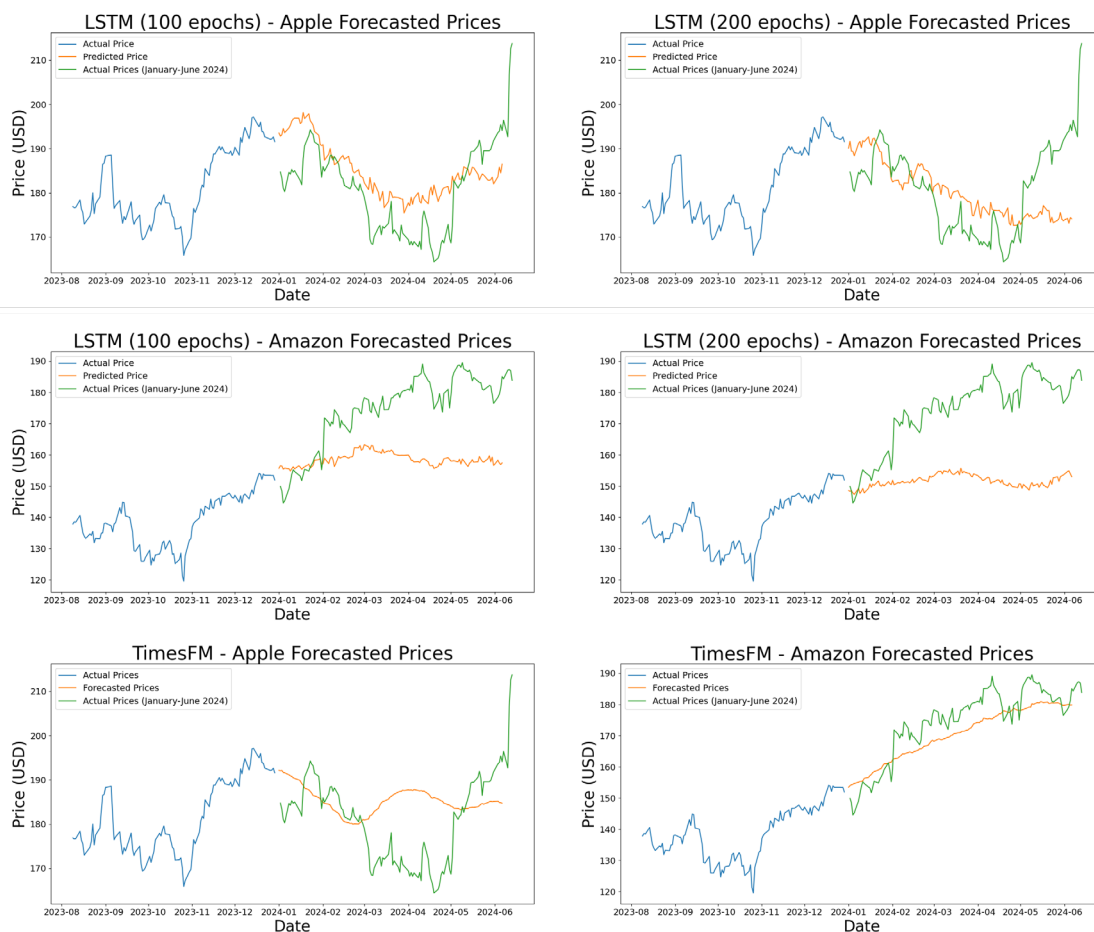 LSTM (100 epochs) - Apple Forecasted Prices
Actual Price
Predicted Price
Actual Prices (January-June 2024)
Price (USD)
210
200
190
180
170
2023-08 2023-09 2023-10 2023-11 2023-12 2024-01 2024-02 2024-03 2024-04 2024-05 2024-06
Date
LSTM (200 epochs) - Apple Forecasted Prices
Actual Price
Predicted Price
Actual Prices (January-June 2024)
Price (USD)
210
200
190
180
170
2023-08 2023-09 2023-10 2023-11 2023-12 2024-01 2024-02 2024-03 2024-04 2024-05 2024-06
Date
LSTM (100 epochs) - Amazon Forecasted Prices
Actual Price
Predicted Price
Actual Prices (January-June 2024)
Price (USD)
190
180
170
160
150
140
130
120
2023-08 2023-09 2023-10 2023-11 2023-12 2024-01 2024-02 2024-03 2024-04 2024-05 2024-06
Date
LSTM (200 epochs) - Amazon Forecasted Prices
Actual Price
Predicted Price
Actual Prices (January-June 2024)
Price (USD)
190
180
170
160
150
140
130
120
2023-08 2023-09 2023-10 2023-11 2023-12 2024-01 2024-02 2024-03 2024-04 2024-05 2024-06
Date
TimesFM - Apple Forecasted Prices
Actual Prices
Forecasted Prices
Actual Prices (January-June 2024)
Price (USD)
210
200
190
180
170
2023-08 2023-09 2023-10 2023-11 2023-12 2024-01 2024-02 2024-03 2024-04 2024-05 2024-06
Date
TimesFM - Amazon Forecasted Prices
Actual Prices
Forecasted Prices
Actual Prices (January-June 2024)
Price (USD)
190
180
170
160
150
140
130
120
2023-08 2023-09 2023-10 2023-11 2023-12 2024-01 2024-02 2024-03 2024-04 2024-05 2024-06
Date